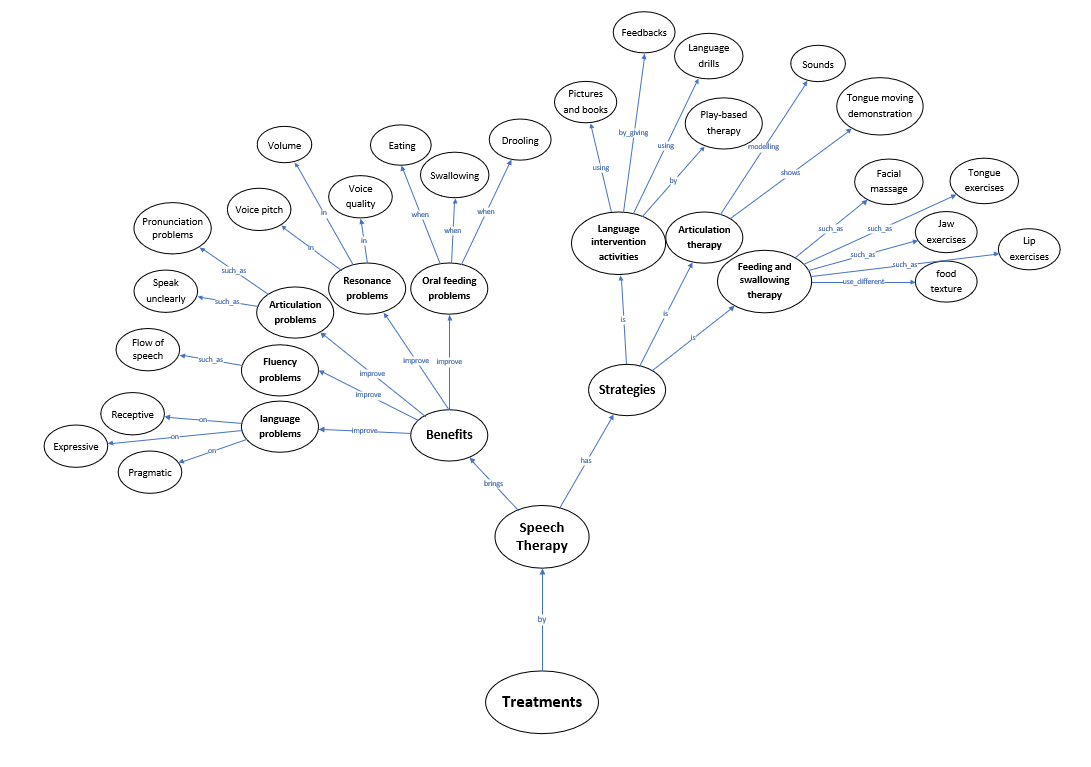 Feedbacks
Language
drills
Sounds
Pictures
and books
Tongue moving
demonstration
Play-based
therapy
by_giving
using
modelling
using
by
shows
Volume
Eating
Drooling
Swallowing
Voice
quality
Voice pitch
Pronunciation
problems
when
when
when
in
in
in
Facial
massage
Tongue
exercises
Jaw
exercises
Lip
exercises
food
texture
such_as
such_as
such_as
such_as
use_different
Language
intervention
activities
Articulation
therapy
Feeding and
swallowing
therapy
Speak
unclearly
such_as
such_as
Articulation
problems
Resonance
problems
Oral feeding
problems
Flow of
speech
such_as
Fluency
problems
is
is
is
improve
improve
improve
improve
improve
Receptive
Expressive
Pragmatic
on
on
on
language
problems
Benefits
Strategies
brings
has
Speech
Therapy
by
Treatments